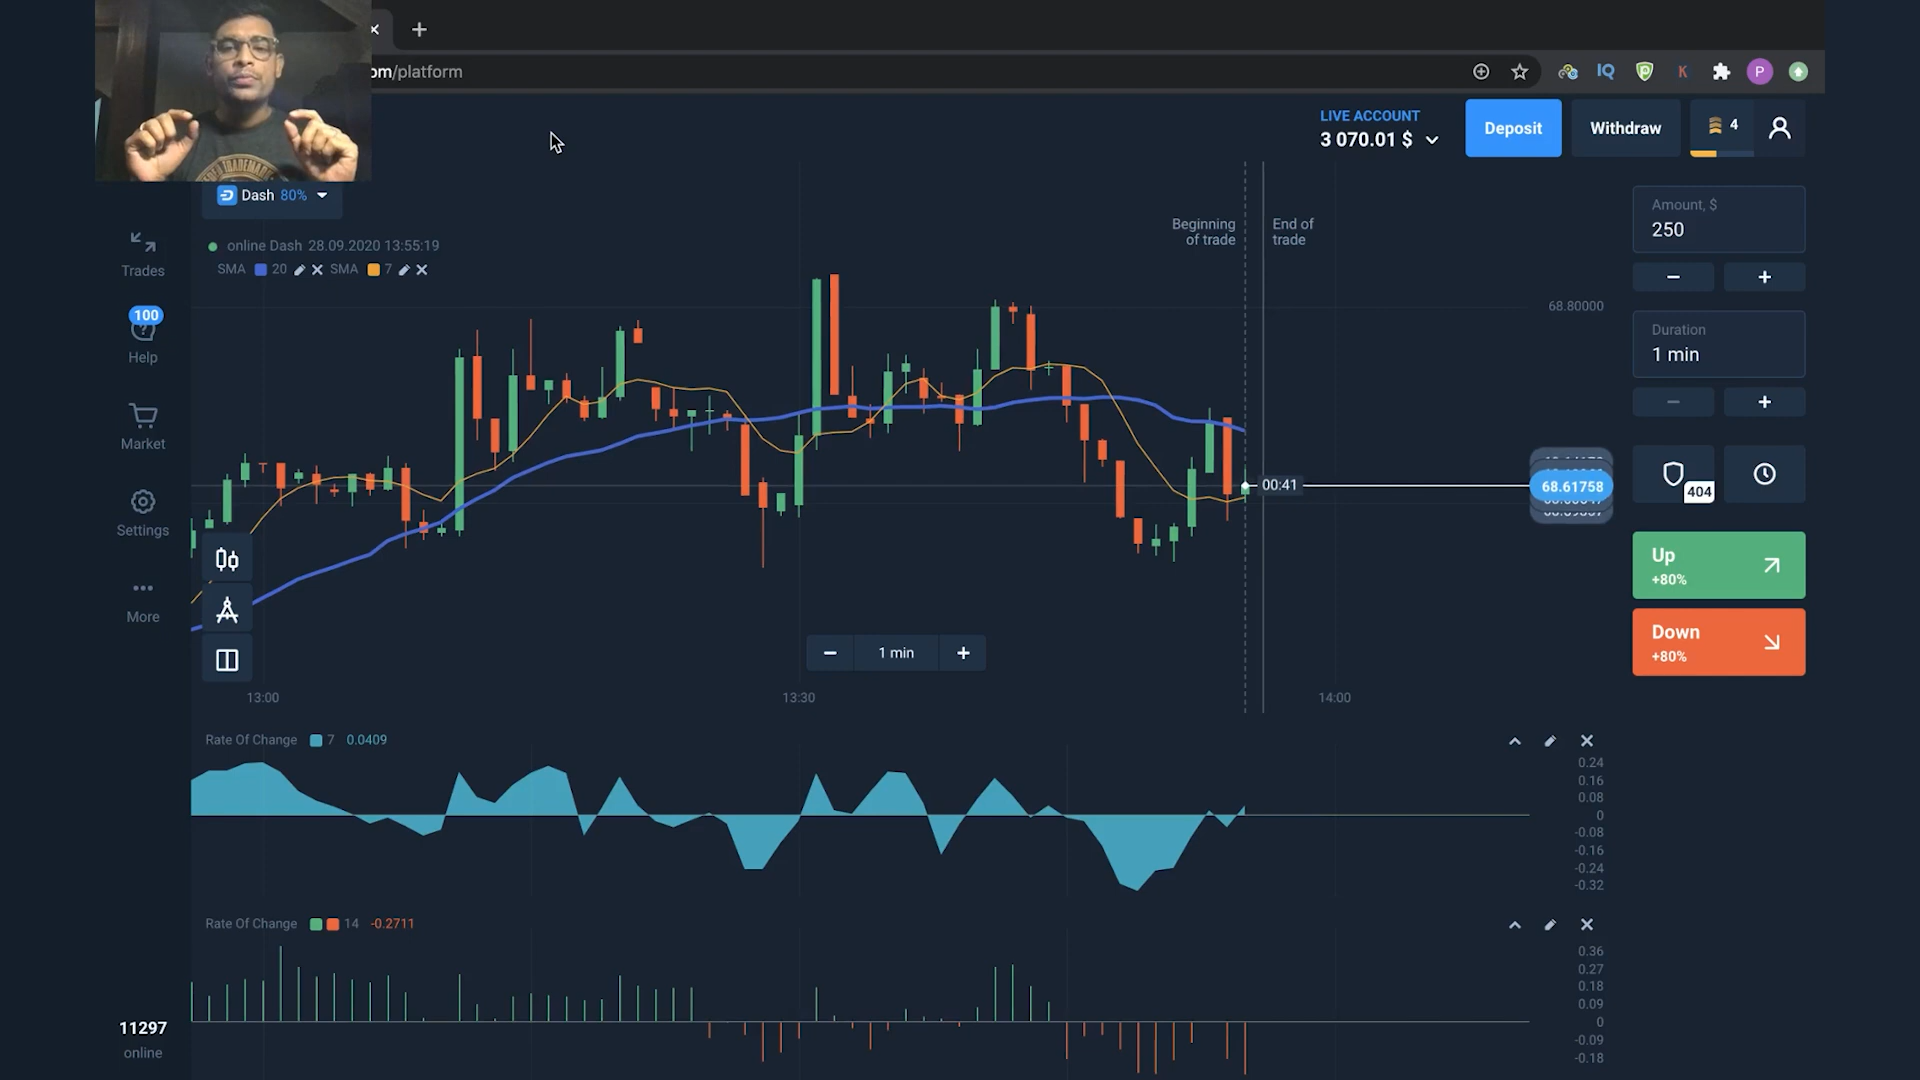 om/platform
IQ
K
P
LIVE ACCOUNT
3 070.01 $
Deposit
Withdraw
4
Dash 80%
online Dash 28.09.2020 13:55:19
SMA 20 SMA 7
Beginning of trade
End of trade
Trades
100
Help
Market
Settings
More
11297
online
68.80000
00:41
68.61758
1 min
13:00
13:30
14:00
Amount, $
250
Duration
1 min
404
Up
+80%
Down
+80%
Rate Of Change 7 0.0409
0.24
0.16
0.08
0
-0.08
-0.16
-0.24
-0.32
Rate Of Change 14 -0.2711
0.36
0.27
0.18
0.09
0
-0.09
-0.18